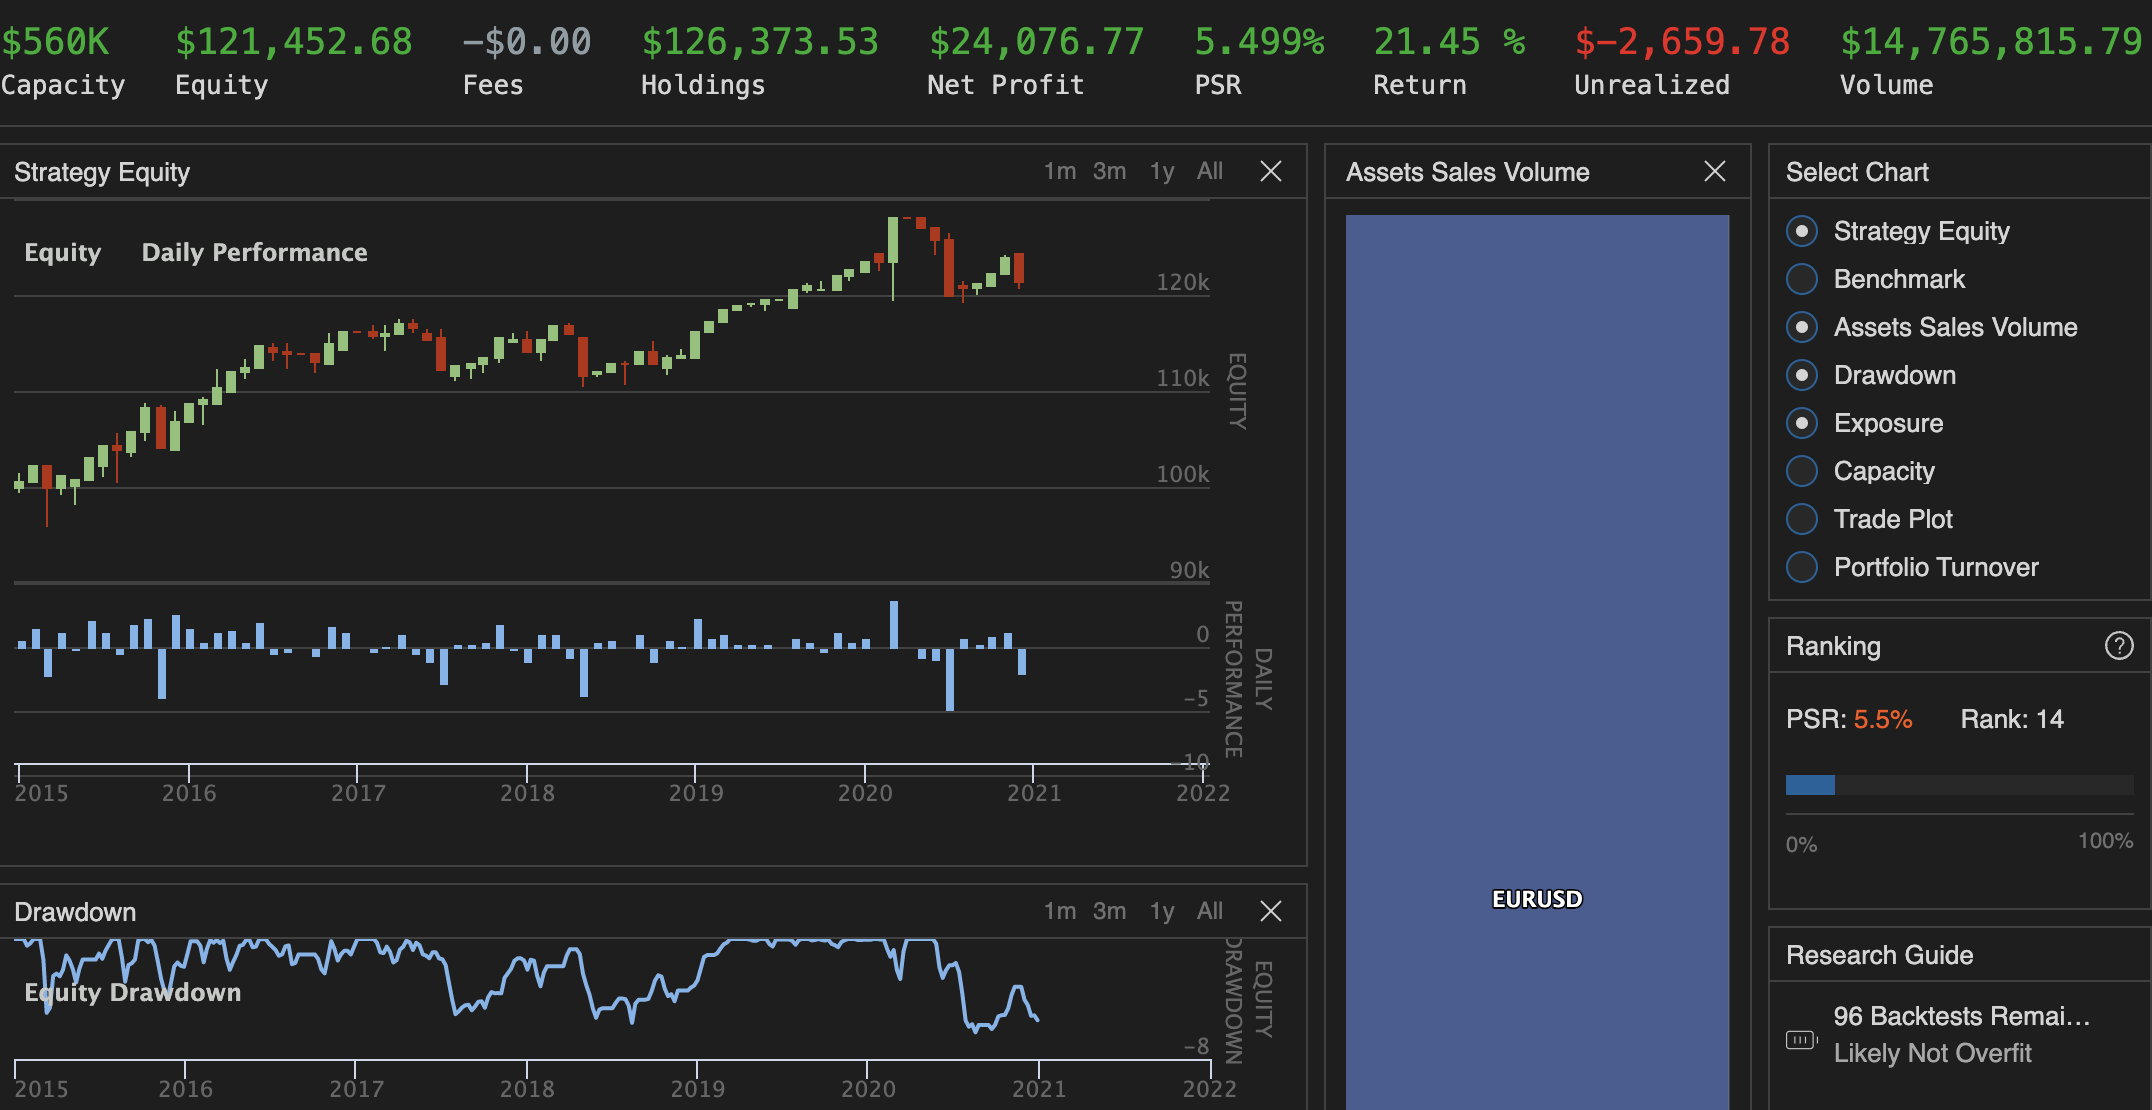 $560K
$121,452.68
-$0.00
$126,373.53
$24,076.77
5.499%
21.45 %
$-2,659.78
$14,765,815.79
Capacity
Equity
Fees
Holdings
Net Profit
PSR
Return
Unrealized
Volume
Strategy Equity
1m 3m 1y All
Equity
Daily Performance
120k
110k
100k
90k
EQUITY
0
-5
-10
DAILY
PERFORMANCE
2015 2016 2017 2018 2019 2020 2021 2022
Drawdown
1m 3m 1y All
Equity Drawdown
-8
EQUITY
DRAWDOWN
2015 2016 2017 2018 2019 2020 2021 2022
Assets Sales Volume
EURUSD
Select Chart
Strategy Equity
Benchmark
Assets Sales Volume
Drawdown
Exposure
Capacity
Trade Plot
Portfolio Turnover
Ranking
?
PSR: 5.5%
Rank: 14
0%
100%
Research Guide
96 Backtests Remai...
Likely Not Overfit